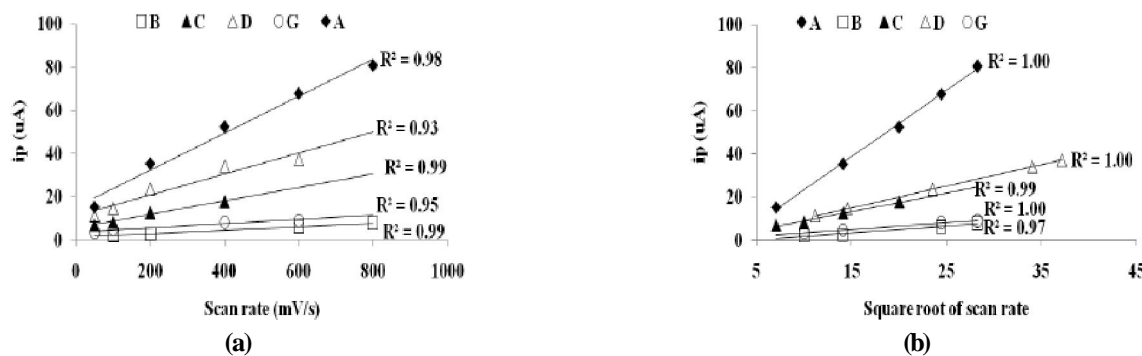 B C D G A
100
80
60
40
20
0
ip (uA)
R² = 0.98
R² = 0.93
R² = 0.99
R² = 0.95
R² = 0.99
0 200 400 600 800 1000
Scan rate (mV/s)
(a)
A B C D G
100
80
60
40
20
0
ip (uA)
R² = 1.00
R² = 1.00
R² = 0.99
R² = 1.00
R² = 0.97
5 15 25 35 45
Square root of scan rate
(b)